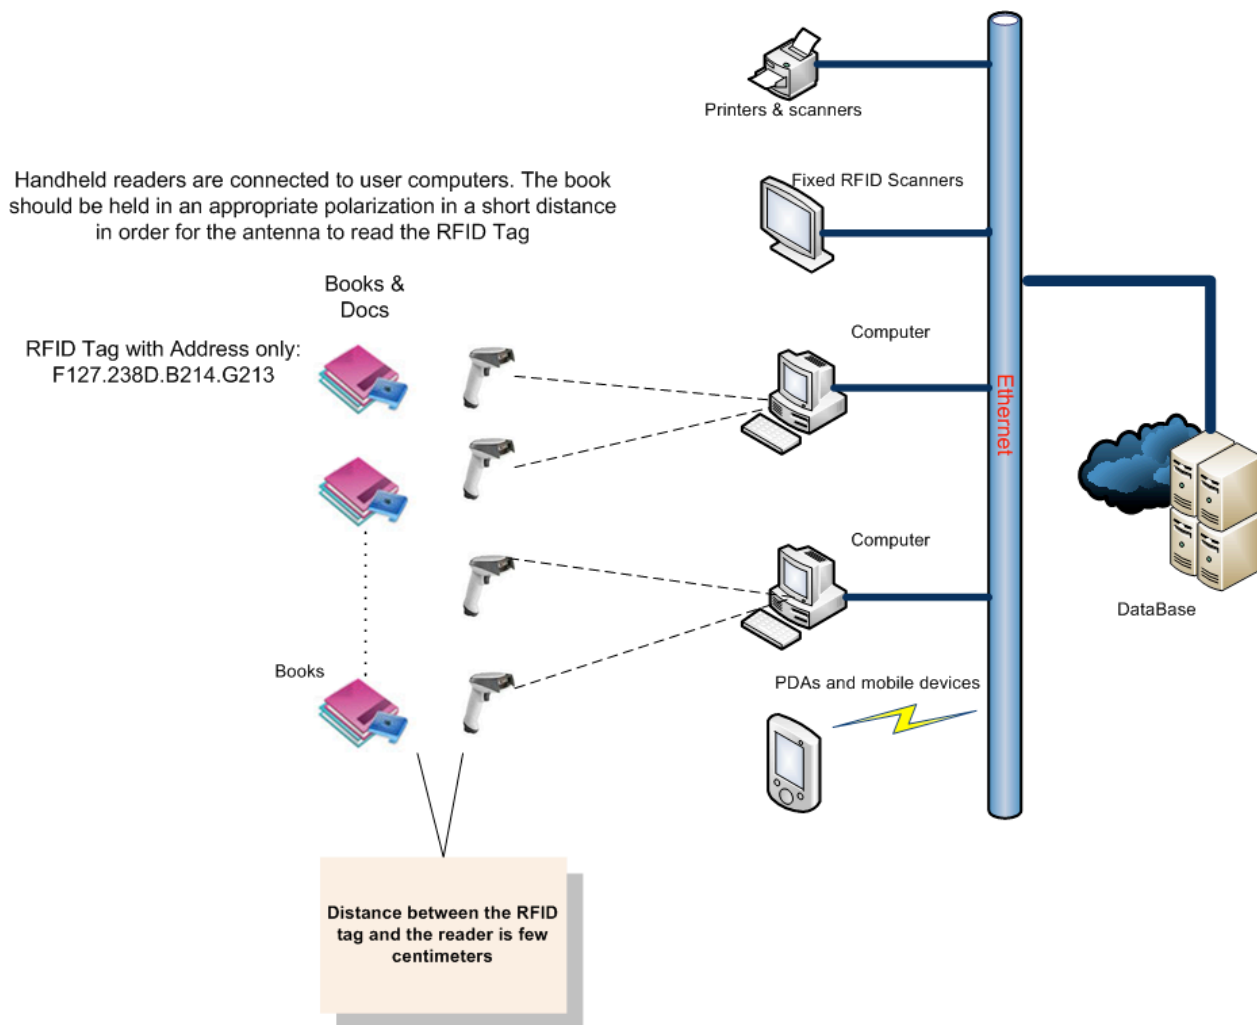 Printers & scanners
Handheld readers are connected to user computers. The book
should be held in an appropriate polarization in a short distance
in order for the antenna to read the RFID Tag
Fixed RFID Scanners
Books &
Docs
RFID Tag with Address only:
F127.238D.B214.G213
Computer
Ethernet
Computer
DataBase
Books
PDAs and mobile devices
Distance between the RFID
tag and the reader is few
centimeters